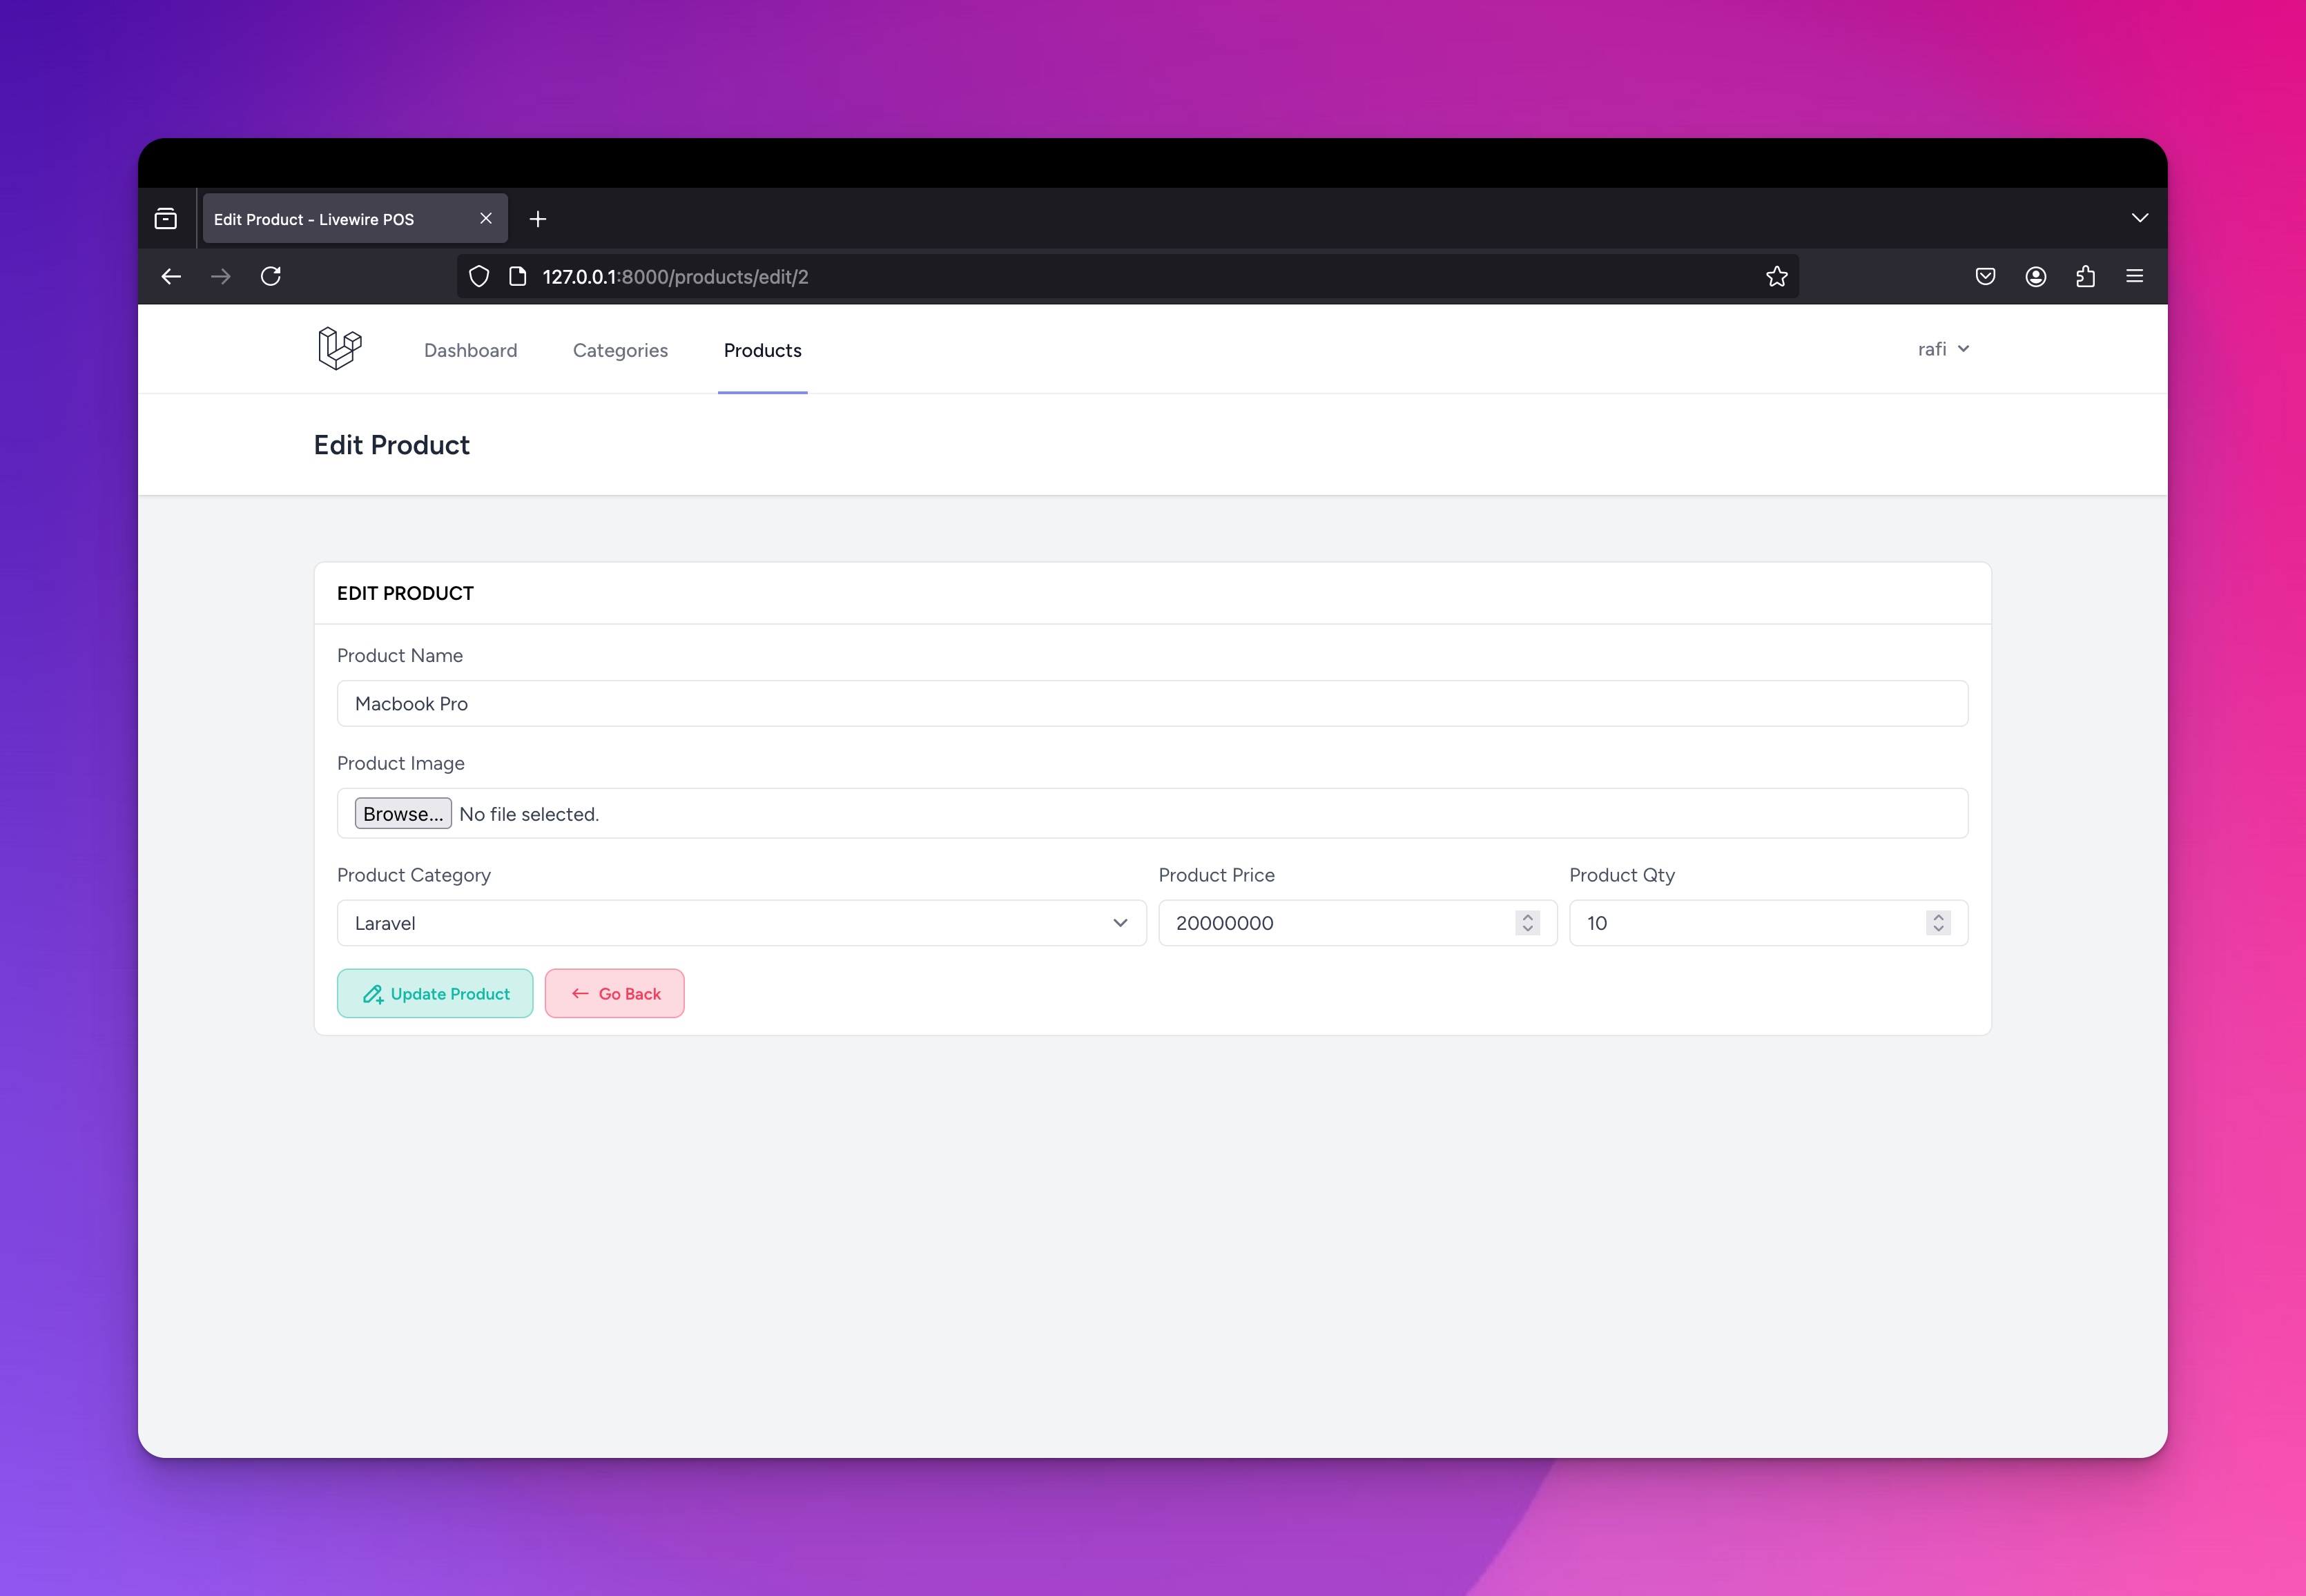 Edit Product - Livewire POS
127.0.0.1:8000/products/edit/2
Dashboard Categories Products rafi
Edit Product
EDIT PRODUCT
Product Name
Macbook Pro
Product Image
Browse... No file selected.
Product Category Product Price Product Qty
Laravel 20000000 10
Update Product Go Back